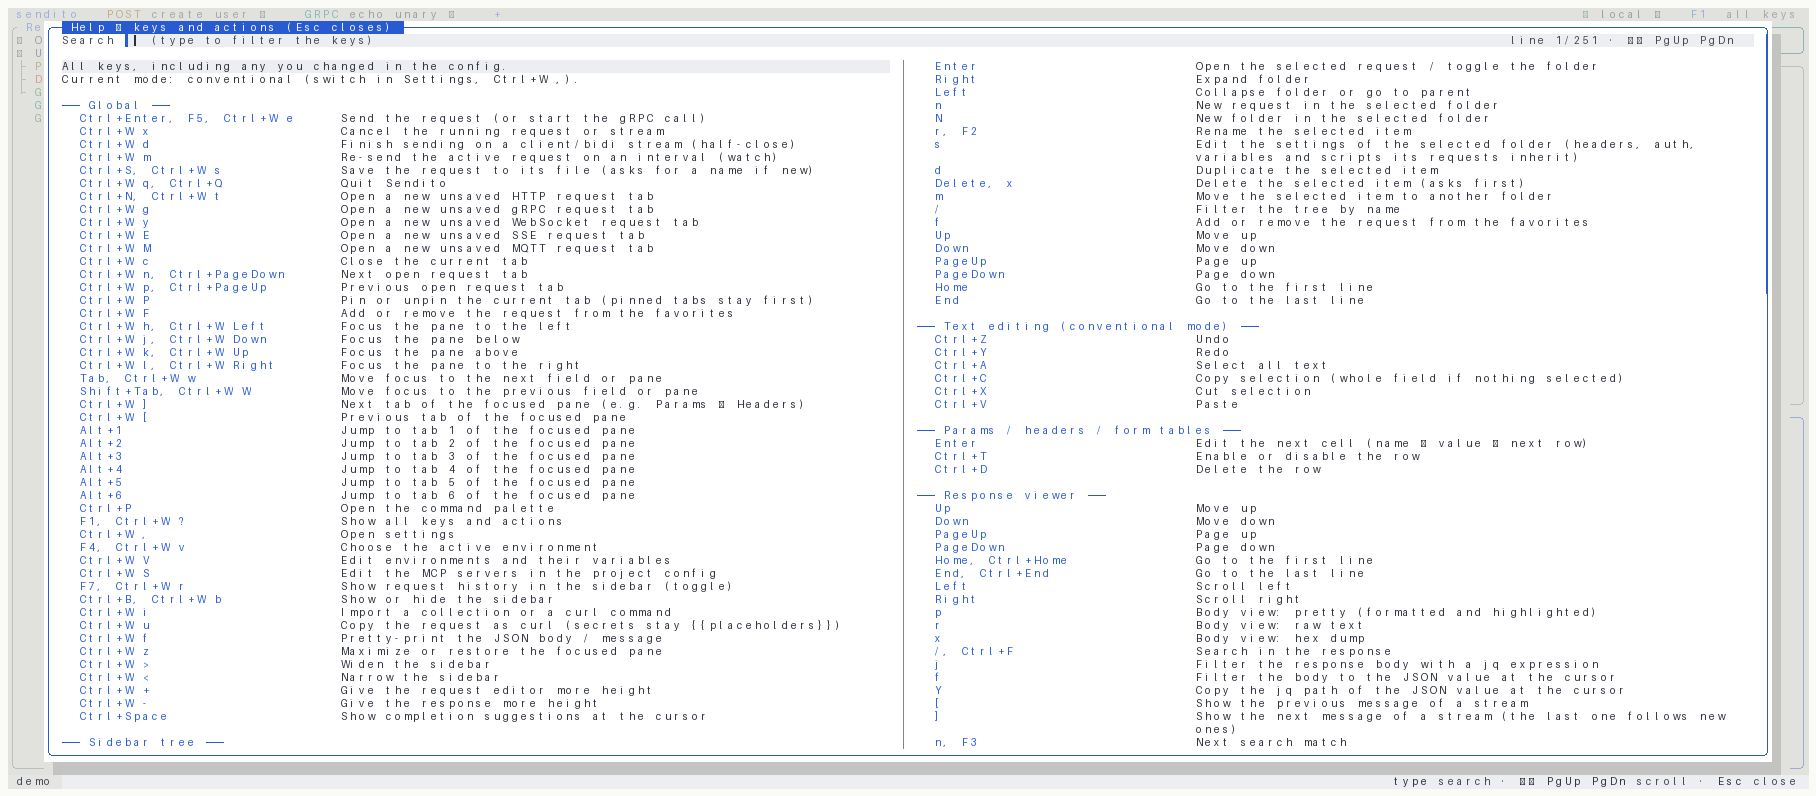 sendito POST create user GRPC echo unary + local F1 all keys
Help keys and actions (Esc closes)
Search (type to filter the keys) line 1/251 · PgUp PgDn
All keys, including any you changed in the config.
Current mode: conventional (switch in Settings, Ctrl+W ,).
Global
Ctrl+Enter, F5, Ctrl+W e Send the request (or start the gRPC call)
Ctrl+W x Cancel the running request or stream
Ctrl+W d Finish sending on a client/bidi stream (half-close)
Ctrl+W m Re-send the active request on an interval (watch)
Ctrl+S, Ctrl+W s Save the request to its file (asks for a name if new)
Ctrl+W q, Ctrl+Q Quit Sendito
Ctrl+N, Ctrl+W t Open a new unsaved HTTP request tab
Ctrl+W g Open a new unsaved gRPC request tab
Ctrl+W y Open a new unsaved WebSocket request tab
Ctrl+W E Open a new unsaved SSE request tab
Ctrl+W M Open a new unsaved MQTT request tab
Ctrl+W c Close the current tab
Ctrl+W n, Ctrl+PageDown Next open request tab
Ctrl+W p, Ctrl+PageUp Previous open request tab
Ctrl+W P Pin or unpin the current tab (pinned tabs stay first)
Ctrl+W F Add or remove the request from the favorites
Ctrl+W h, Ctrl+W Left Focus the pane to the left
Ctrl+W j, Ctrl+W Down Focus the pane below
Ctrl+W k, Ctrl+W Up Focus the pane above
Ctrl+W l, Ctrl+W Right Focus the pane to the right
Tab, Ctrl+W w Move focus to the next field or pane
Shift+Tab, Ctrl+W W Move focus to the previous field or pane
Ctrl+W ] Next tab of the focused pane (e.g. Params Headers)
Ctrl+W [ Previous tab of the focused pane
Alt+1 Jump to tab 1 of the focused pane
Alt+2 Jump to tab 2 of the focused pane
Alt+3 Jump to tab 3 of the focused pane
Alt+4 Jump to tab 4 of the focused pane
Alt+5 Jump to tab 5 of the focused pane
Alt+6 Jump to tab 6 of the focused pane
Ctrl+P Open the command palette
F1, Ctrl+W ? Show all keys and actions
Ctrl+W , Open settings
F4, Ctrl+W v Choose the active environment
Ctrl+W V Edit environments and their variables
Ctrl+W S Edit the MCP servers in the project config
F7, Ctrl+W r Show request history in the sidebar (toggle)
Ctrl+B, Ctrl+W b Show or hide the sidebar
Ctrl+W i Import a collection or a curl command
Ctrl+W u Copy the request as curl (secrets stay {{placeholders}})
Ctrl+W f Pretty-print the JSON body / message
Ctrl+W z Maximize or restore the focused pane
Ctrl+W > Widen the sidebar
Ctrl+W < Narrow the sidebar
Ctrl+W + Give the request editor more height
Ctrl+W - Give the response more height
Ctrl+Space Show completion suggestions at the cursor
Sidebar tree
Enter Open the selected request / toggle the folder
Right Expand folder
Left Collapse folder or go to parent
n New request in the selected folder
N New folder in the selected folder
r, F2 Rename the selected item
s Edit the settings of the selected folder (headers, auth,
variables and scripts its requests inherit)
d Duplicate the selected item
Delete, x Delete the selected item (asks first)
m Move the selected item to another folder
/ Filter the tree by name
f Add or remove the request from the favorites
Up Move up
Down Move down
PageUp Page up
PageDown Page down
Home Go to the first line
End Go to the last line
Text editing (conventional mode)
Ctrl+Z Undo
Ctrl+Y Redo
Ctrl+A Select all text
Ctrl+C Copy selection (whole field if nothing selected)
Ctrl+X Cut selection
Ctrl+V Paste
Params / headers / form tables
Enter Edit the next cell (name value next row)
Ctrl+T Enable or disable the row
Ctrl+D Delete the row
Response viewer
Up Move up
Down Move down
PageUp Page up
PageDown Page down
Home, Ctrl+Home Go to the first line
End, Ctrl+End Go to the last line
Left Scroll left
Right Scroll right
p Body view: pretty (formatted and highlighted)
r Body view: raw text
x Body view: hex dump
/, Ctrl+F Search in the response
j Filter the response body with a jq expression
f Filter the body to the JSON value at the cursor
Y Copy the jq path of the JSON value at the cursor
[ Show the previous message of a stream
] Show the next message of a stream (the last one follows new
ones)
n, F3 Next search match
demo type search · PgUp PgDn scroll · Esc close